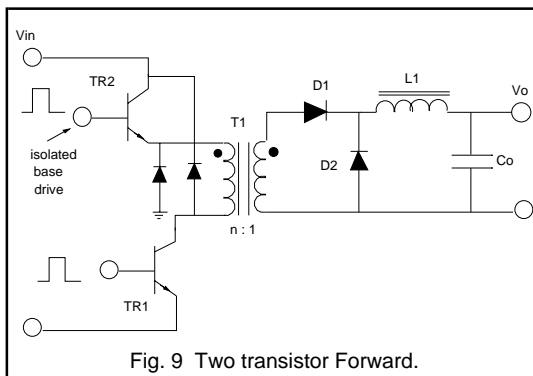 Vin
TR2
isolated
base
drive
T1
n : 1
TR1
D1
L1
Vo
D2
Co
Fig. 9 Two transistor Forward.